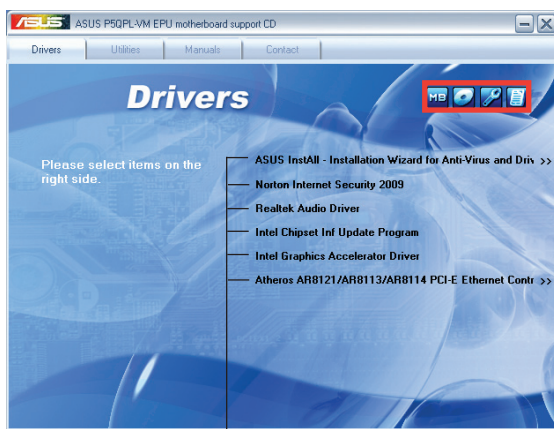 ASUS ASUS P5QPL-VM EPU motherboard support CD
Drivers Utilities Manuals Contact
Drivers
MB
Please select items on the
right side.
ASUS InstAll - Installation Wizard for Anti-Virus and Driv >>
Norton Internet Security 2009
Realtek Audio Driver
Intel Chipset Inf Update Program
Intel Graphics Accelerator Driver
Atheros AR8121/AR8113/AR8114 PCI-E Ethernet Contr >>